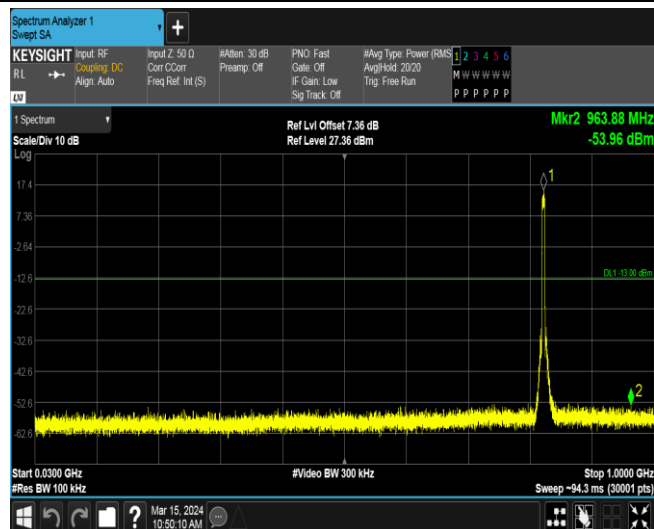 Spectrum Analyzer 1
Swept SA
+
KEYSIGHT
RL
LXI
Input: RF
Coupling: DC
Align: Auto
Input Z: 50 Ω
Corr CCorr
Freq Ref: Int (S)
#Atten: 30 dB
Preamp: Off
PNO: Fast
Gate: Off
IF Gain: Low
Sig Track: Off
#Avg Type: Power (RMS
Avg|Hold: 20/20
Trig: Free Run
1 2 3 4 5 6
M W W W W W
P P P P P P
1 Spectrum
Scale/Div 10 dB
Ref Lvl Offset 7.36 dB
Ref Level 27.36 dBm
Mkr2 963.88 MHz
-53.96 dBm
Log
1
17.4
7.36
-2.64
DL1 -13.00 dBm
-12.6
-22.6
-32.6
-42.6
2
-52.6
-62.6
Start 0.0300 GHz
#Video BW 300 kHz
Stop 1.0000 GHz
#Res BW 100 kHz
Sweep ~94.3 ms (30001 pts)
?
Mar 15, 2024
10:50:10 AM